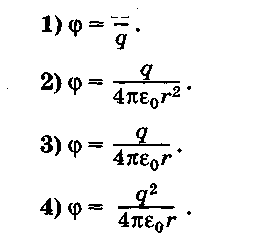 1) φ = —/q .
2) φ = q/(4πε₀r²) .
3) φ = q/(4πε₀r) .
4) φ = q²/(4πε₀r) .